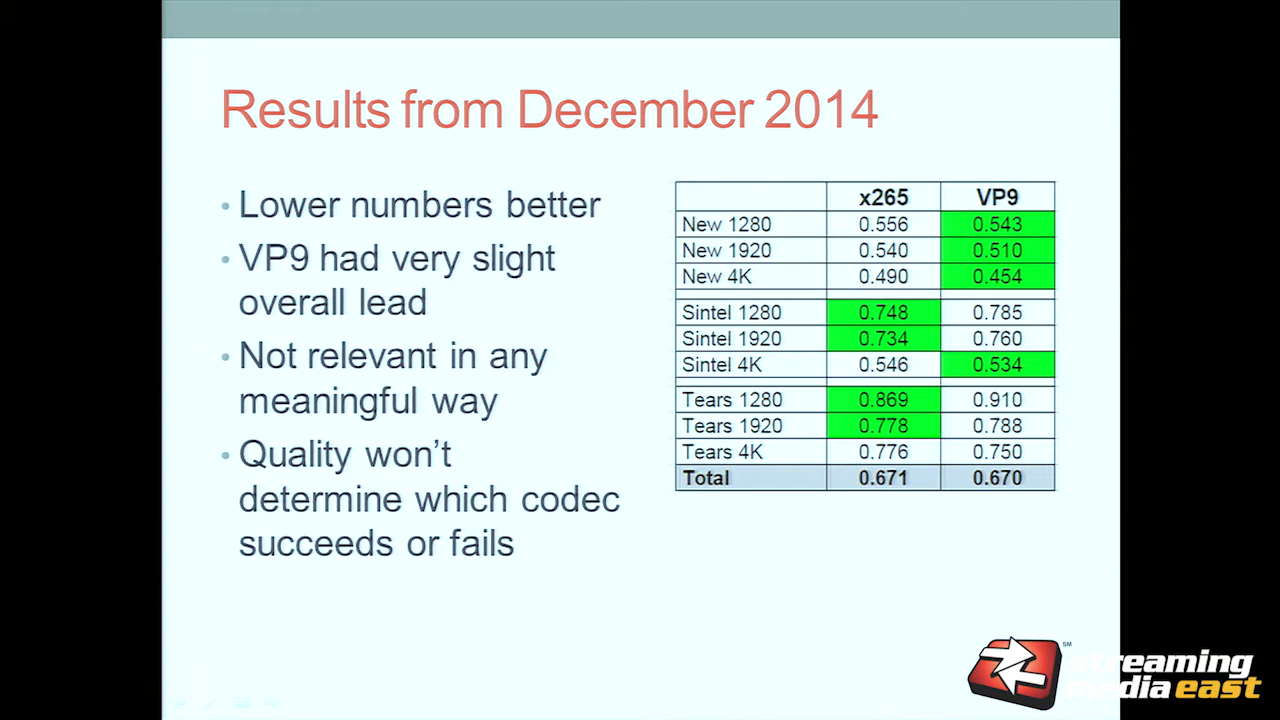 Results from December 2014
• Lower numbers better
• VP9 had very slight
overall lead
• Not relevant in any
meaningful way
• Quality won't
determine which codec
succeeds or fails
x265 VP9
New 1280 0.556 0.543
New 1920 0.540 0.510
New 4K 0.490 0.454
Sintel 1280 0.748 0.785
Sintel 1920 0.734 0.760
Sintel 4K 0.546 0.534
Tears 1280 0.869 0.910
Tears 1920 0.778 0.788
Tears 4K 0.776 0.750
Total 0.671 0.670
SM
streaming
media east